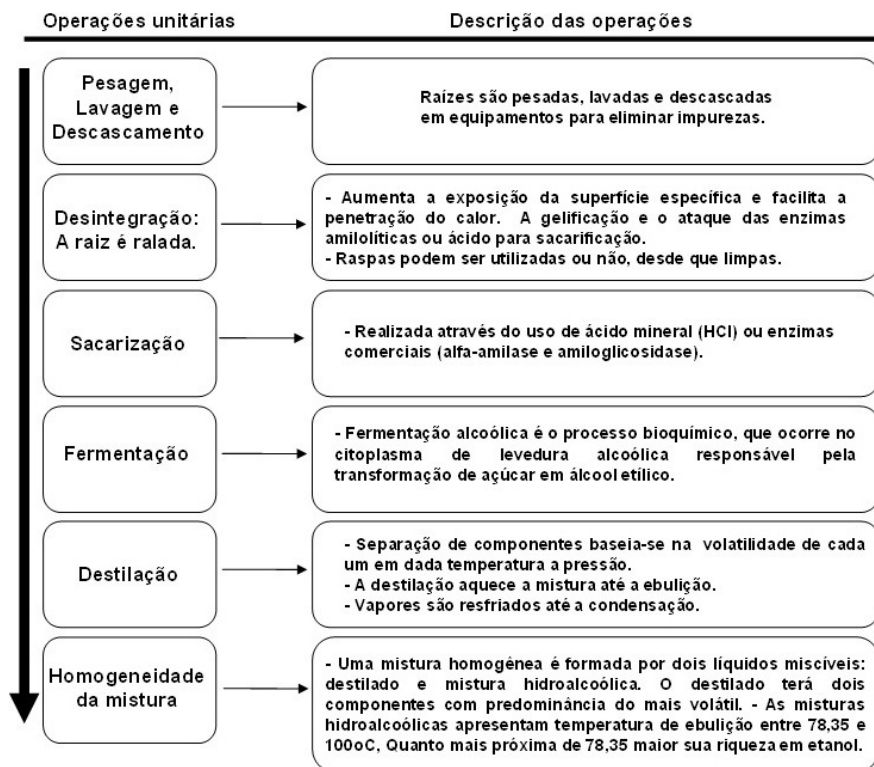 Operações unitárias
Descrição das operações
Pesagem,
Lavagem e
Descascamento
Raízes são pesadas, lavadas e descascadas
em equipamentos para eliminar impurezas.
Desintegração:
A raiz é ralada.
- Aumenta a exposição da superfície específica e facilita a
penetração do calor. A gelificação e o ataque das enzimas
amilolíticas ou ácido para sacarificação.
- Raspas podem ser utilizadas ou não, desde que limpas.
Sacarização
- Realizada através do uso de ácido mineral (HCl) ou enzimas
comerciais (alfa-amilase e amiloglicosidase).
Fermentação
- Fermentação alcoólica é o processo bioquímico, que ocorre no
citoplasma de levedura alcoólica responsável pela
transformação de açúcar em álcool etílico.
Destilação
- Separação de componentes baseia-se na volatilidade de cada
um em dada temperatura a pressão.
- A destilação aquece a mistura até a ebulição.
- Vapores são resfriados até a condensação.
Homogeneidade
da mistura
- Uma mistura homogênea é formada por dois líquidos miscíveis:
destilado e mistura hidroalcoólica. O destilado terá dois
componentes com predominância do mais volátil. - As misturas
hidroalcoólicas apresentam temperatura de ebulição entre 78,35 e
100oC, Quanto mais próxima de 78,35 maior sua riqueza em etanol.